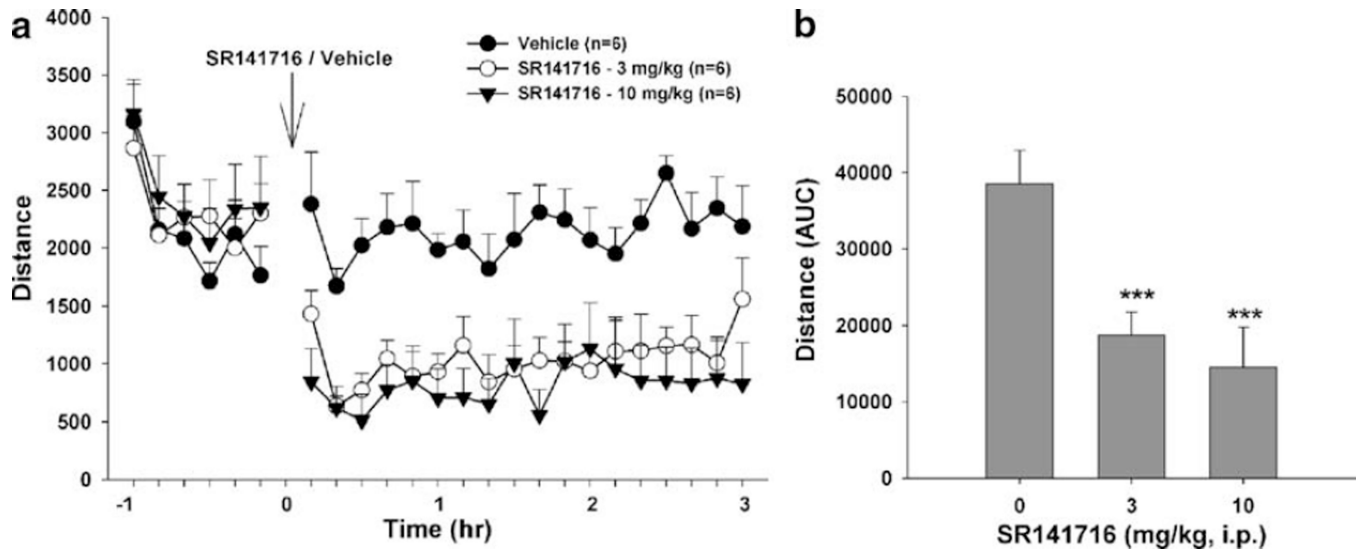 a
4000
3500
3000
2500
2000
1500
1000
500
0
Distance
SR141716 / Vehicle
Vehicle (n=6)
SR141716 - 3 mg/kg (n=6)
SR141716 - 10 mg/kg (n=6)
-1 0 1 2 3
Time (hr)
b
50000
40000
30000
20000
10000
0
Distance (AUC)
***
***
0 3 10
SR141716 (mg/kg, i.p.)